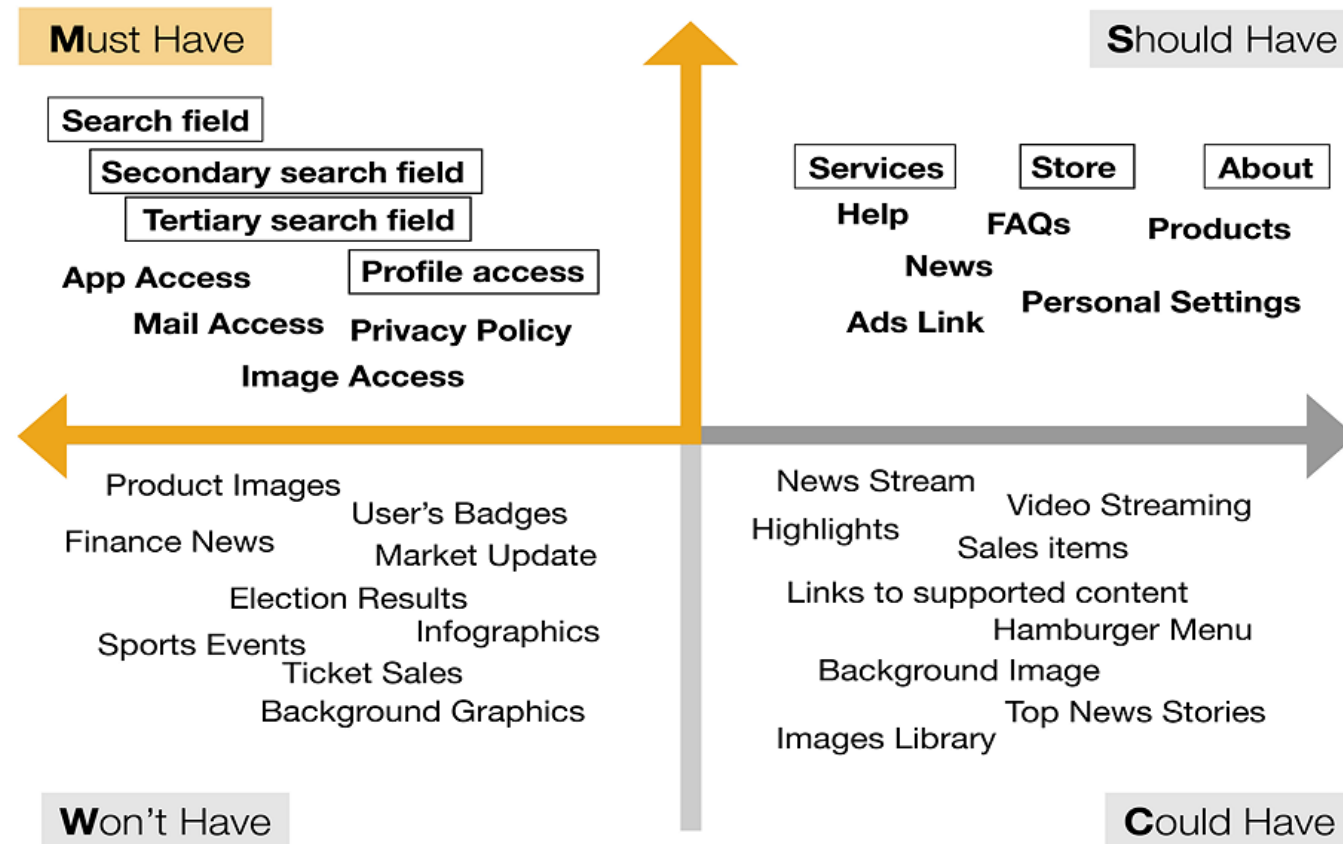 Must Have
Search field
Secondary search field
Tertiary search field
App Access
Profile access
Mail Access
Privacy Policy
Image Access
Should Have
Services
Store
About
Help
FAQs
Products
News
Personal Settings
Ads Link
Product Images
User's Badges
Finance News
Market Update
Election Results
Infographics
Sports Events
Ticket Sales
Background Graphics
Won't Have
News Stream
Video Streaming
Highlights
Sales items
Links to supported content
Hamburger Menu
Background Image
Top News Stories
Images Library
Could Have